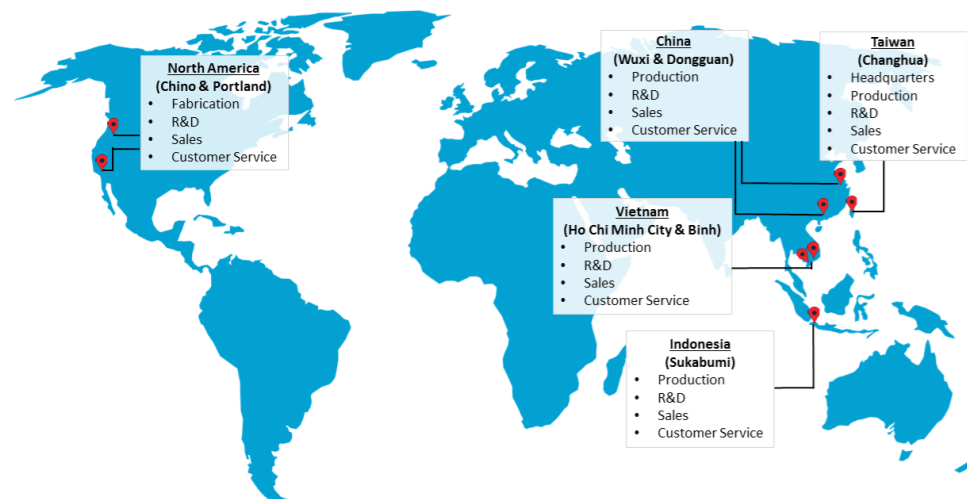 North America
(Chino & Portland)
• Fabrication
• R&D
• Sales
• Customer Service
China
(Wuxi & Dongguan)
• Production
• R&D
• Sales
• Customer Service
Taiwan
(Changhua)
• Headquarters
• Production
• R&D
• Sales
• Customer Service
Vietnam
(Ho Chi Minh City & Binh)
• Production
• R&D
• Sales
• Customer Service
Indonesia
(Sukabumi)
• Production
• R&D
• Sales
• Customer Service